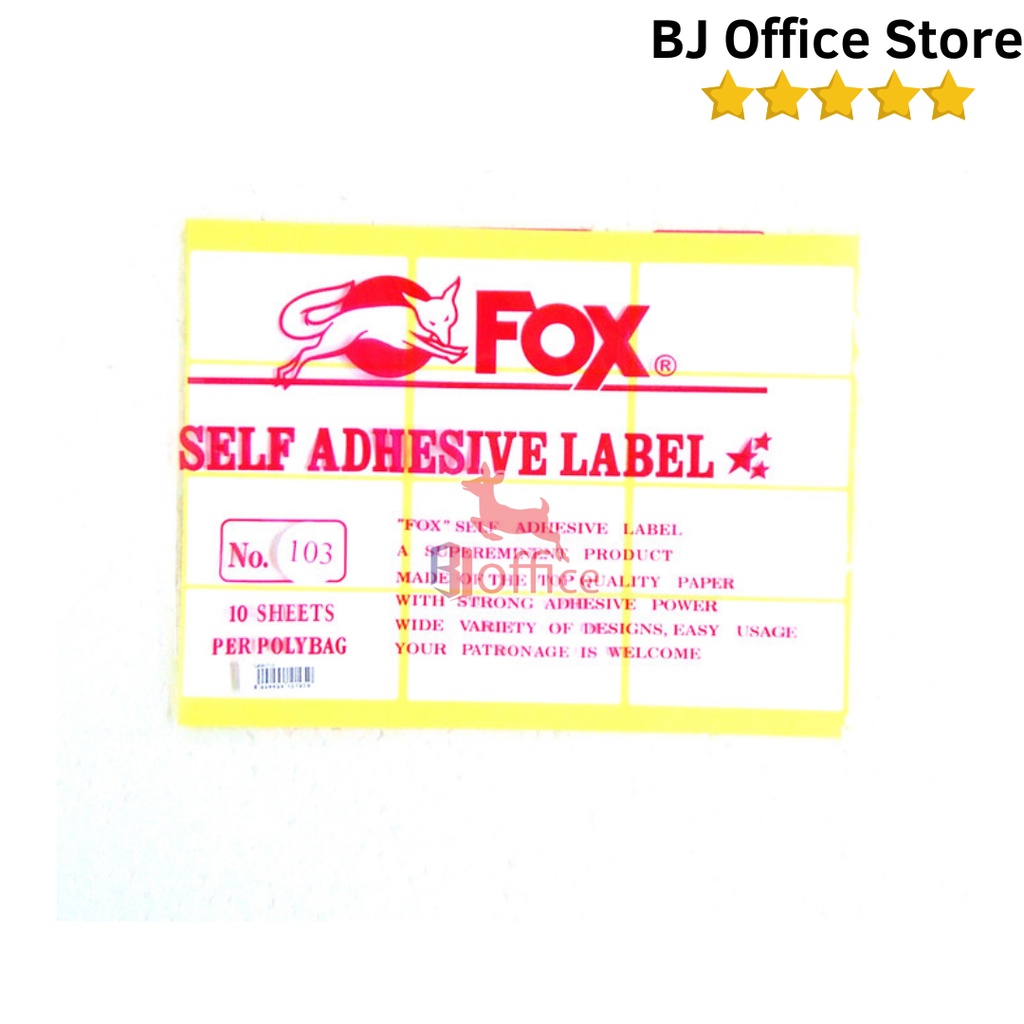 BJ Office Store
FOX®
SELF ADHESIVE LABEL
No. 103
10 SHEETS
PER POLYBAG
"FOX" SELF ADHESIVE LABEL
A SUPEREMINENT PRODUCT
MADE OF THE TOP QUALITY PAPER
WITH STRONG ADHESIVE POWER
WIDE VARIETY OF DESIGNS, EASY USAGE
YOUR PATRONAGE IS WELCOME
BJ office